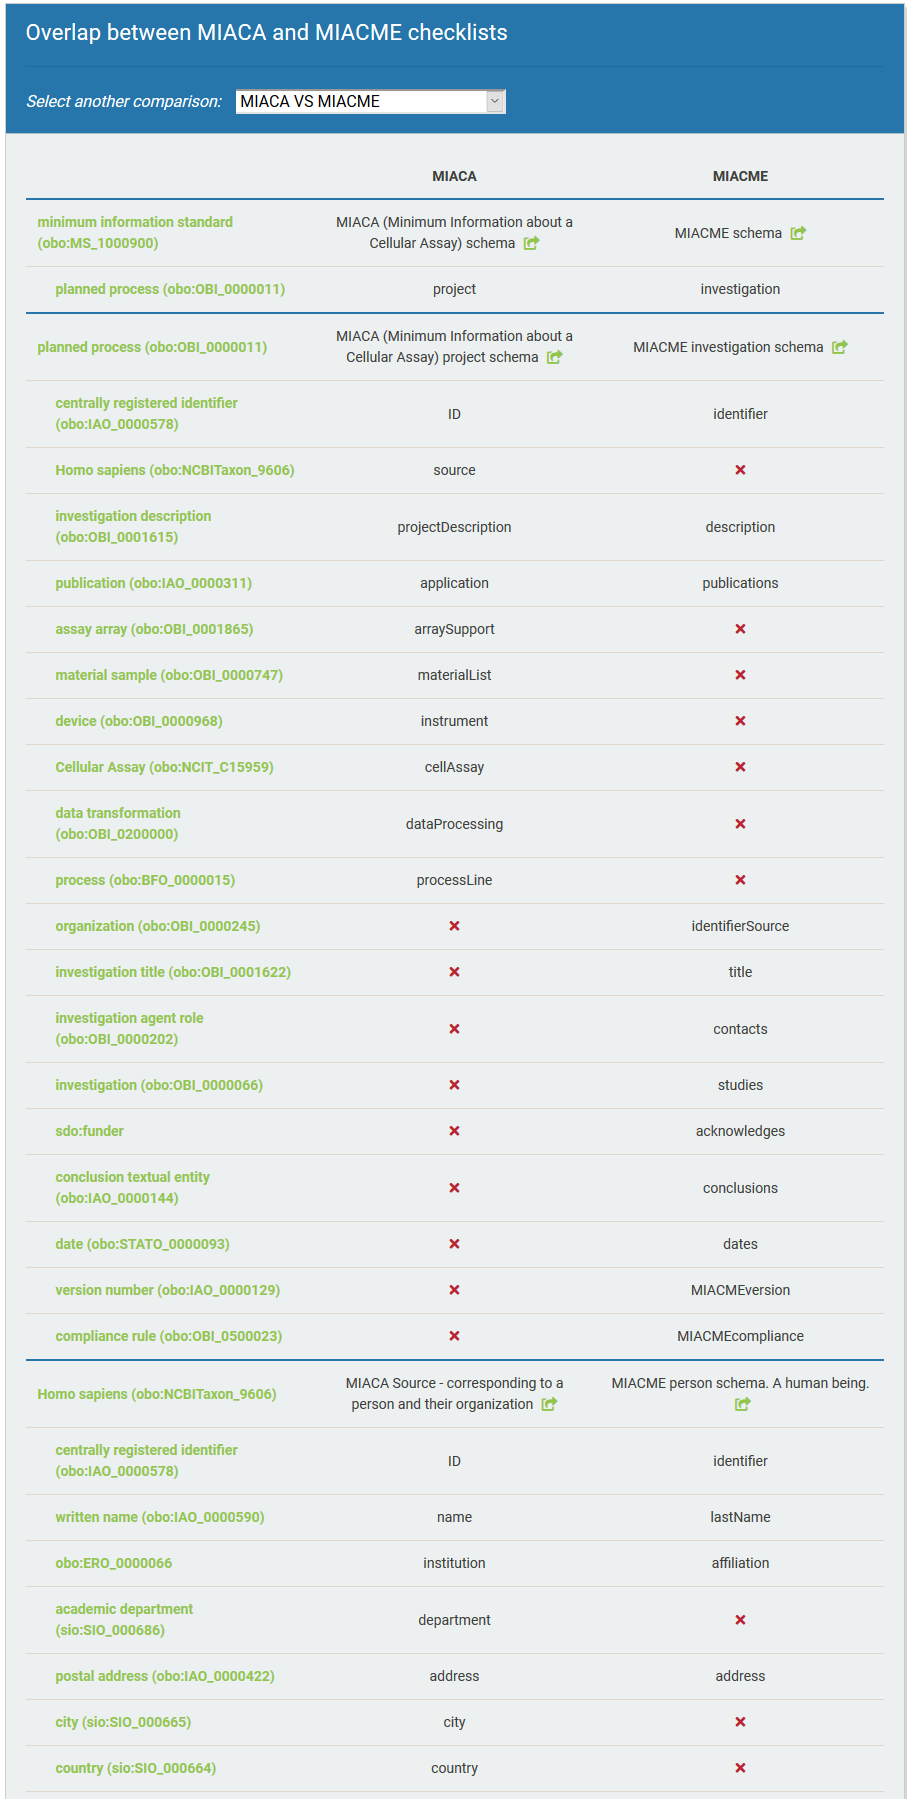 Overlap between MIACA and MIACME checklists
Select another comparison: MIACA VS MIACME
MIACA MIACME
minimum information standard
(obo:MS_1000900)
MIACA (Minimum Information about a
Cellular Assay) schema
MIACME schema
planned process (obo:OBI_0000011) project investigation
planned process (obo:OBI_0000011)
MIACA (Minimum Information about a
Cellular Assay) project schema
MIACME investigation schema
centrally registered identifier
(obo:IAO_0000578)
ID identifier
Homo sapiens (obo:NCBITaxon_9606) source
investigation description
(obo:OBI_0001615)
projectDescription description
publication (obo:IAO_0000311) application publications
assay array (obo:OBI_0001865) arraySupport
material sample (obo:OBI_0000747) materialList
device (obo:OBI_0000968) instrument
Cellular Assay (obo:NCIT_C15959) cellAssay
data transformation
(obo:OBI_0200000)
dataProcessing
process (obo:BFO_0000015) processLine
organization (obo:OBI_0000245) identifierSource
investigation title (obo:OBI_0001622) title
investigation agent role
(obo:OBI_0000202)
contacts
investigation (obo:OBI_0000066) studies
sdo:funder acknowledges
conclusion textual entity
(obo:IAO_0000144)
conclusions
date (obo:STATO_0000093) dates
version number (obo:IAO_0000129) MIACMEversion
compliance rule (obo:OBI_0500023) MIACMEcompliance
Homo sapiens (obo:NCBITaxon_9606)
MIACA Source - corresponding to a
person and their organization
MIACME person schema. A human being.
centrally registered identifier
(obo:IAO_0000578)
ID identifier
written name (obo:IAO_0000590) name lastName
obo:ERO_0000066 institution affiliation
academic department
(sio:SIO_000686)
department
postal address (obo:IAO_0000422) address address
city (sio:SIO_000665) city
country (sio:SIO_000664) country